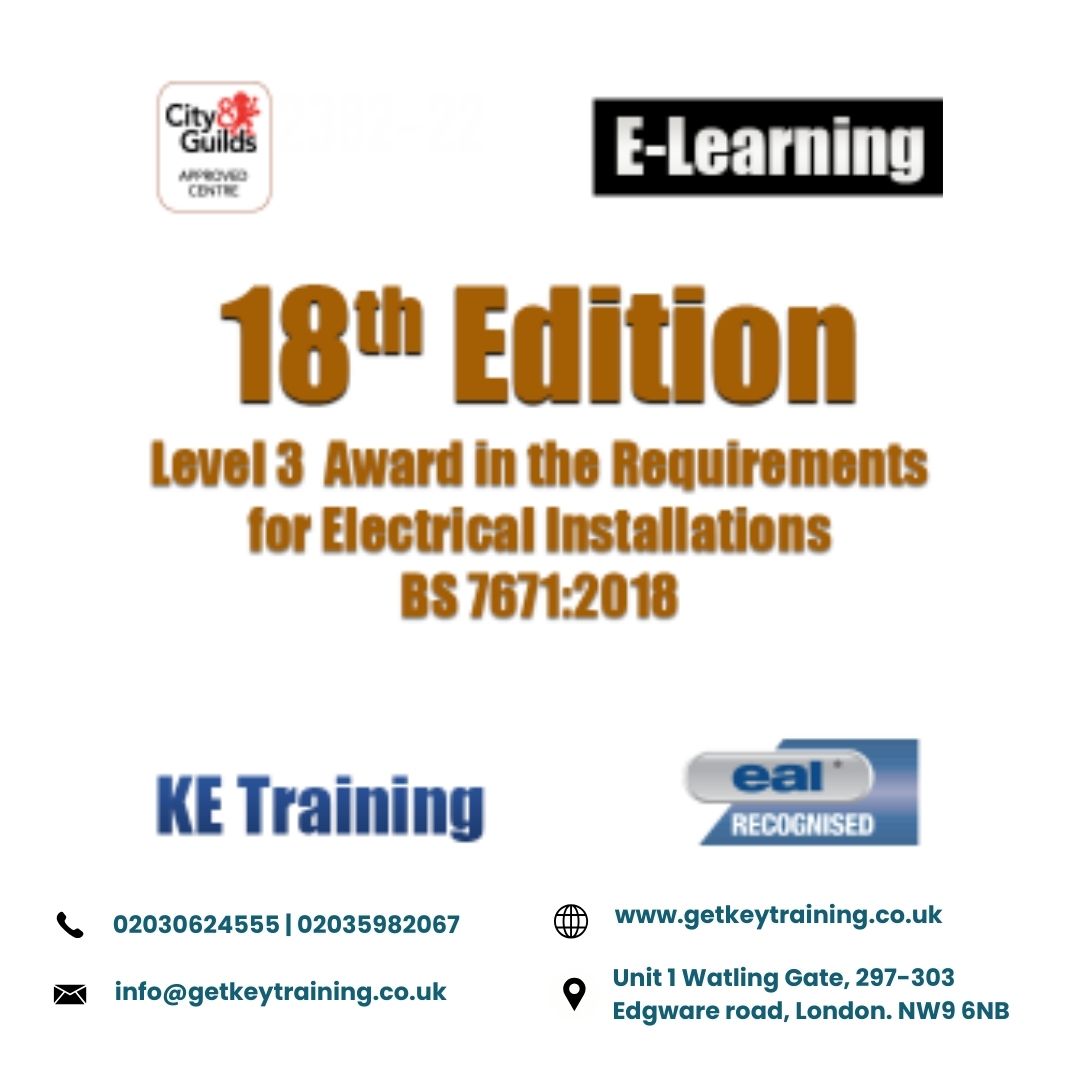 City & Guilds
APPROVED
CENTRE
2382-22
E-Learning
18th Edition
Level 3 Award in the Requirements
for Electrical Installations
BS 7671:2018
KE Training
eal
RECOGNISED
02030624555 | 02035982067
www.getkeytraining.co.uk
info@getkeytraining.co.uk
Unit 1 Watling Gate, 297-303
Edgware road, London. NW9 6NB